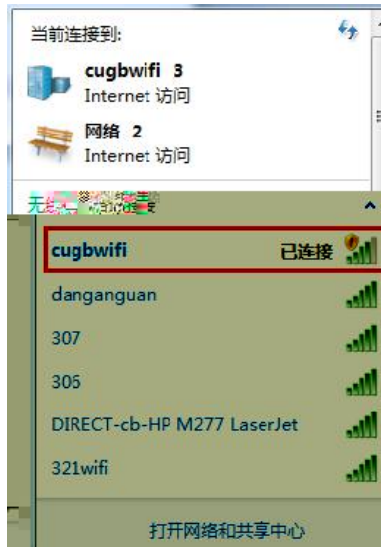 当前连接到:
cugbwifi 3
Internet 访问
网络 2
Internet 访问
cugbwifi 已连接
danganguan
307
306
DIRECT-cb-HP M277 LaserJet
321wifi
打开网络和共享中心